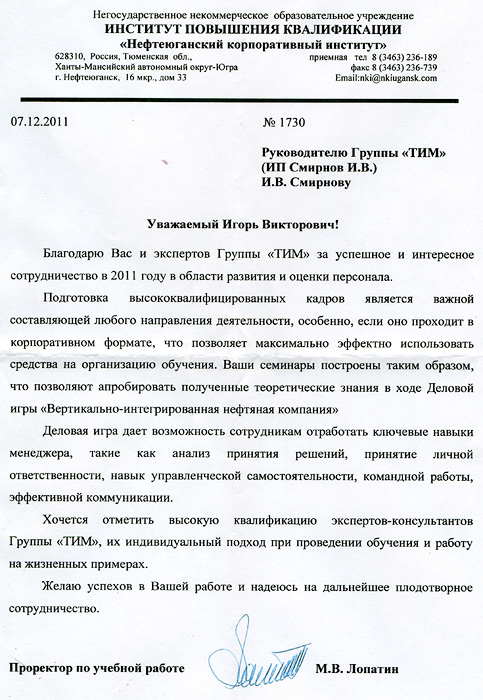 Негосударственное некоммерческое образовательное учреждение
ИНСТИТУТ ПОВЫШЕНИЯ КВАЛИФИКАЦИИ
«Нефтеюганский корпоративный институт»
628310, Россия, Тюменская обл., приемная тел 8 (3463) 236-189
Ханты-Мансийский автономный округ-Югра факс 8 (3463) 236-739
г. Нефтеюганск, 16 мкр., дом 33 Email:nki@nkiugansk.com
07.12.2011 № 1730
Руководителю Группы «ТИМ»
(ИП Смирнов И.В.)
И.В. Смирнову
Уважаемый Игорь Викторович!
Благодарю Вас и экспертов Группы «ТИМ» за успешное и интересное
сотрудничество в 2011 году в области развития и оценки персонала.
Подготовка высококвалифицированных кадров является важной
составляющей любого направления деятельности, особенно, если оно проходит в
корпоративном формате, что позволяет максимально эффектно использовать
средства на организацию обучения. Ваши семинары построены таким образом,
что позволяют апробировать полученные теоретические знания в ходе Деловой
игры «Вертикально-интегрированная нефтяная компания»
Деловая игра дает возможность сотрудникам отработать ключевые навыки
менеджера, такие как анализ принятия решений, принятие личной
ответственности, навык управленческой самостоятельности, командной работы,
эффективной коммуникации.
Хочется отметить высокую квалификацию экспертов-консультантов
Группы «ТИМ», их индивидуальный подход при проведении обучения и работу
на жизненных примерах.
Желаю успехов в Вашей работе и надеюсь на дальнейшее плодотворное
сотрудничество.
Проректор по учебной работе М.В. Лопатин